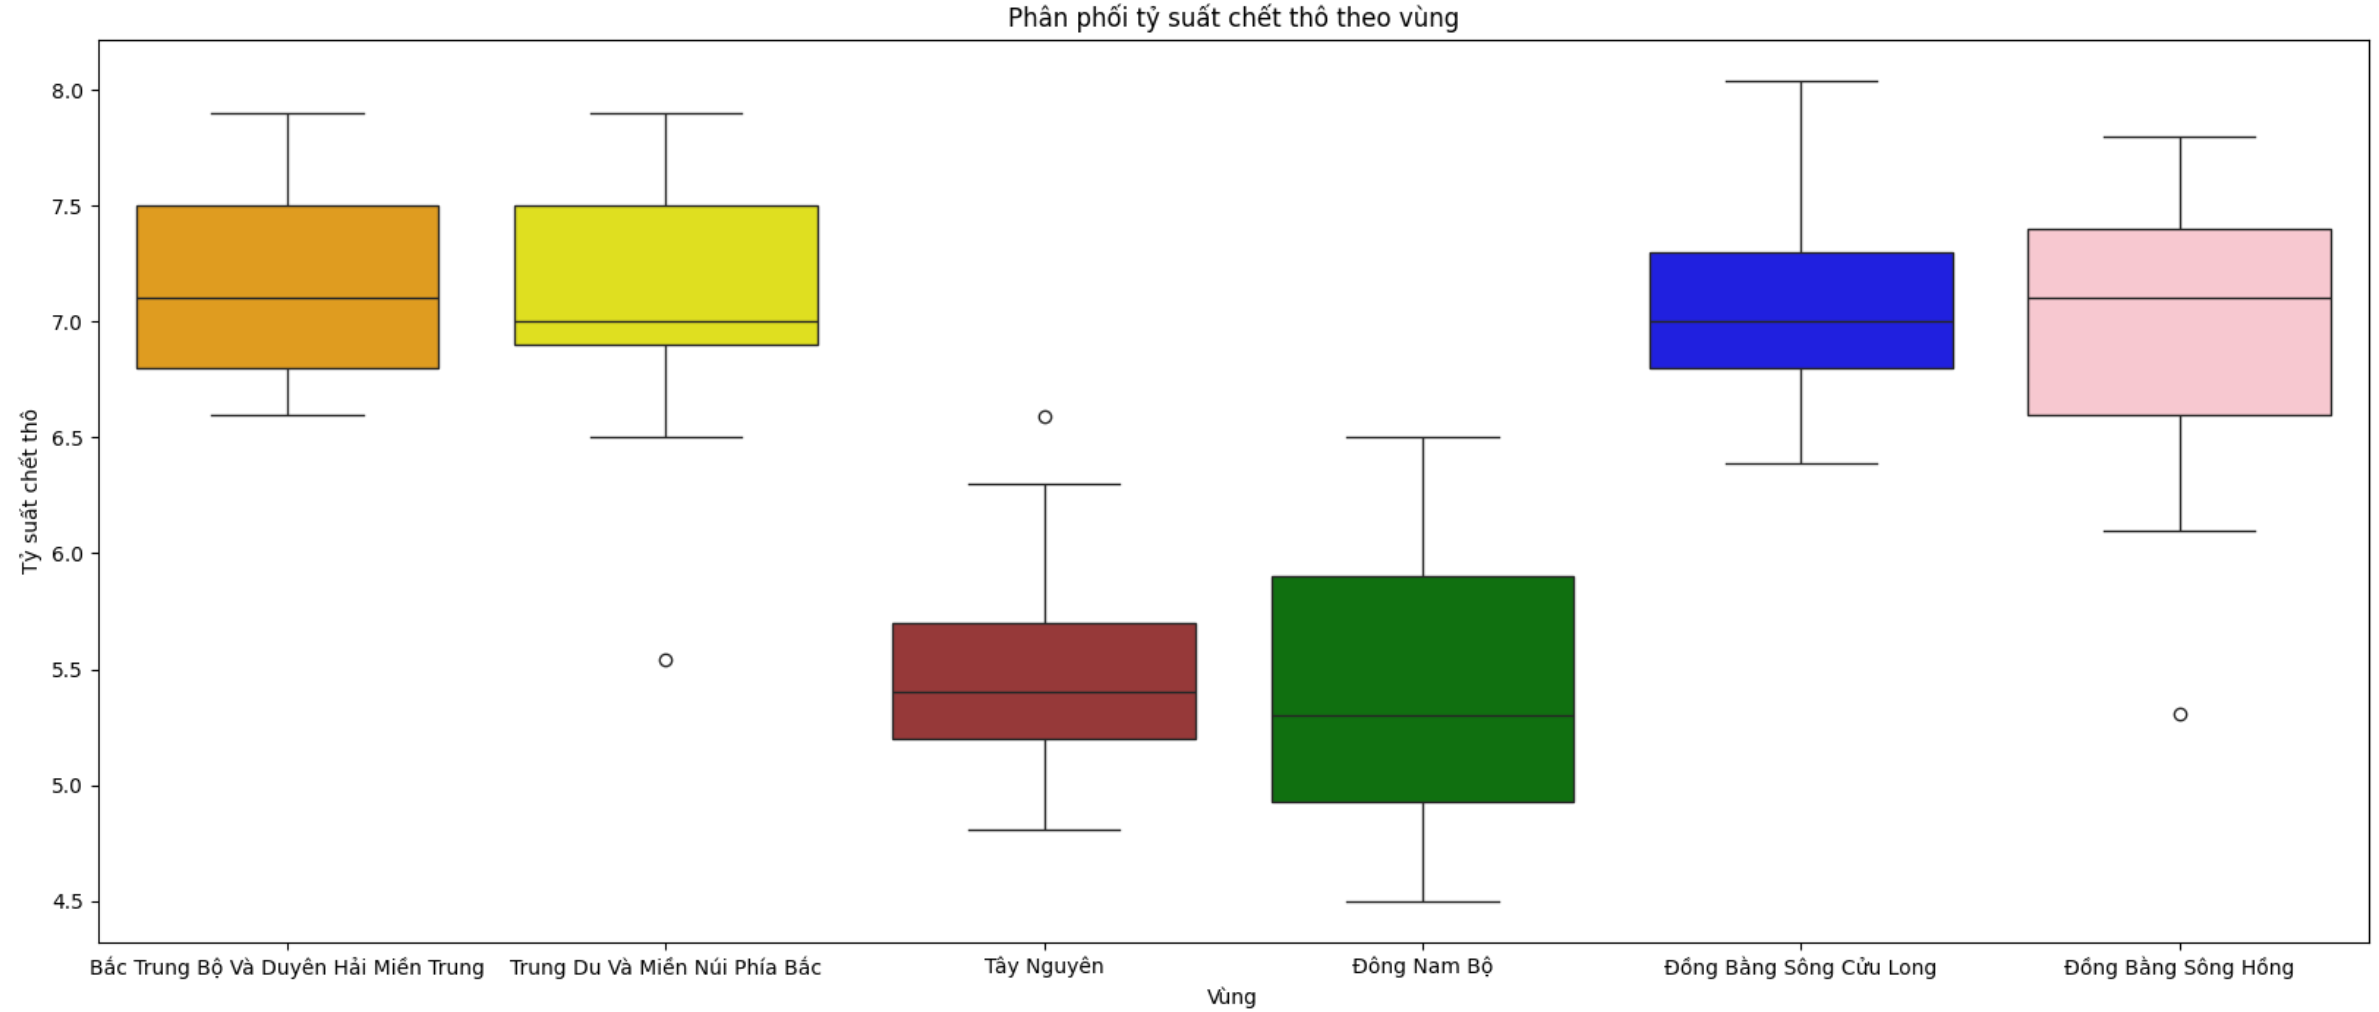 Phân phối tỷ suất chết thô theo vùng
Tỷ suất chết thô
8.0
7.5
7.0
6.5
6.0
5.5
5.0
4.5
Bắc Trung Bộ Và Duyên Hải Miền Trung
Trung Du Và Miền Núi Phía Bắc
Tây Nguyên
Đông Nam Bộ
Đồng Bằng Sông Cửu Long
Đồng Bằng Sông Hồng
Vùng